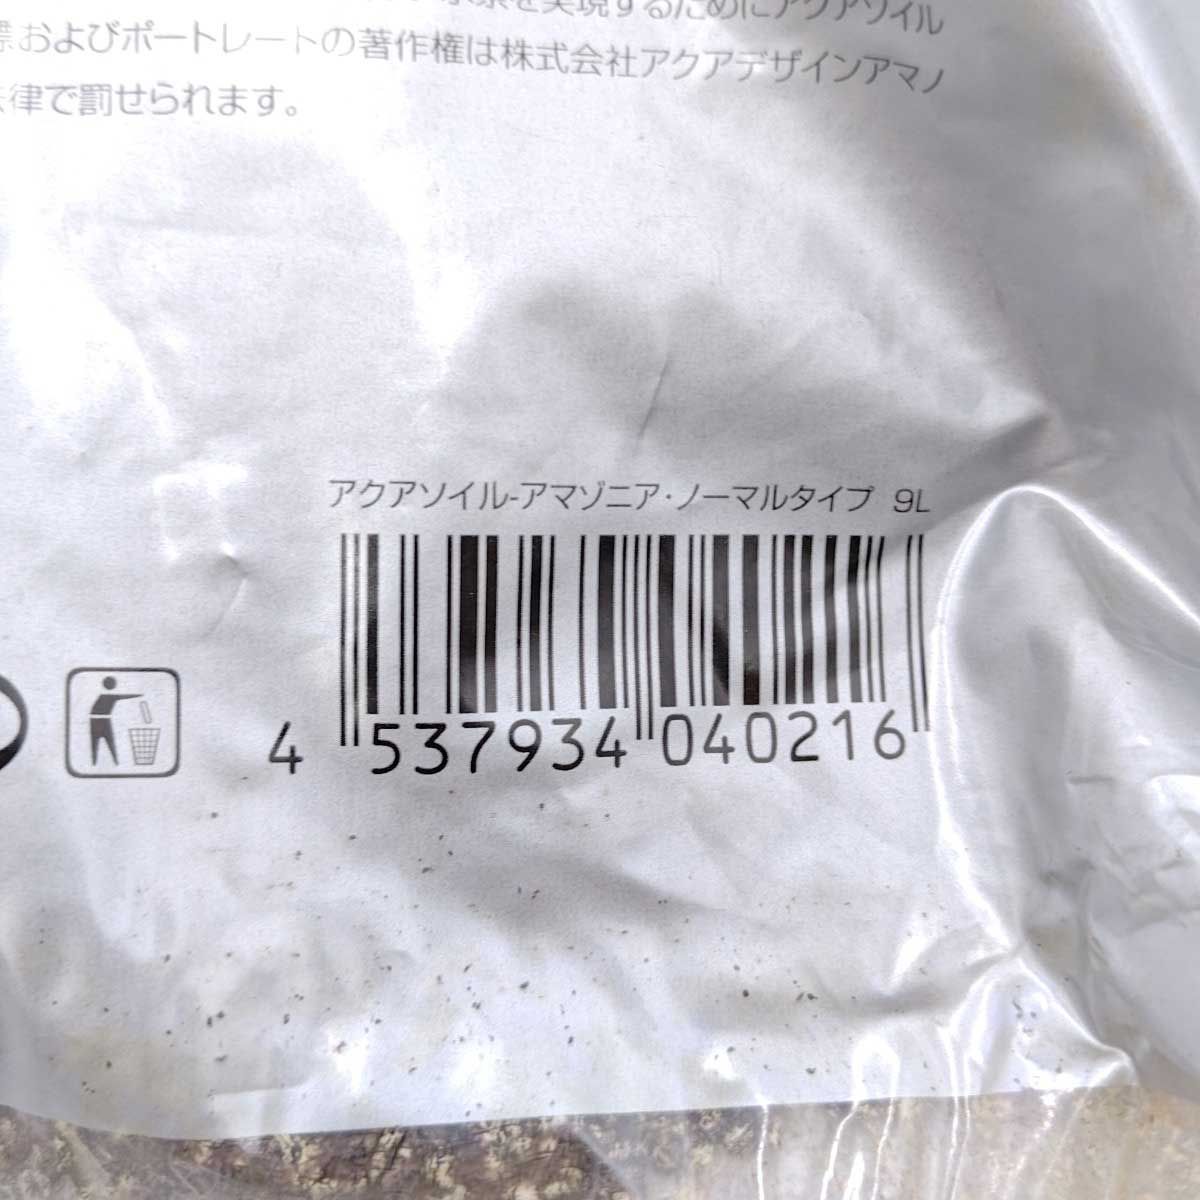 を実現するためにアクアソイル
およびポートレートの著作権は株式会社アクアデザインアマノ
律で罰せられます。
アクアソイル-アマゾニア・ノーマルタイプ 9L
4 537934 040216